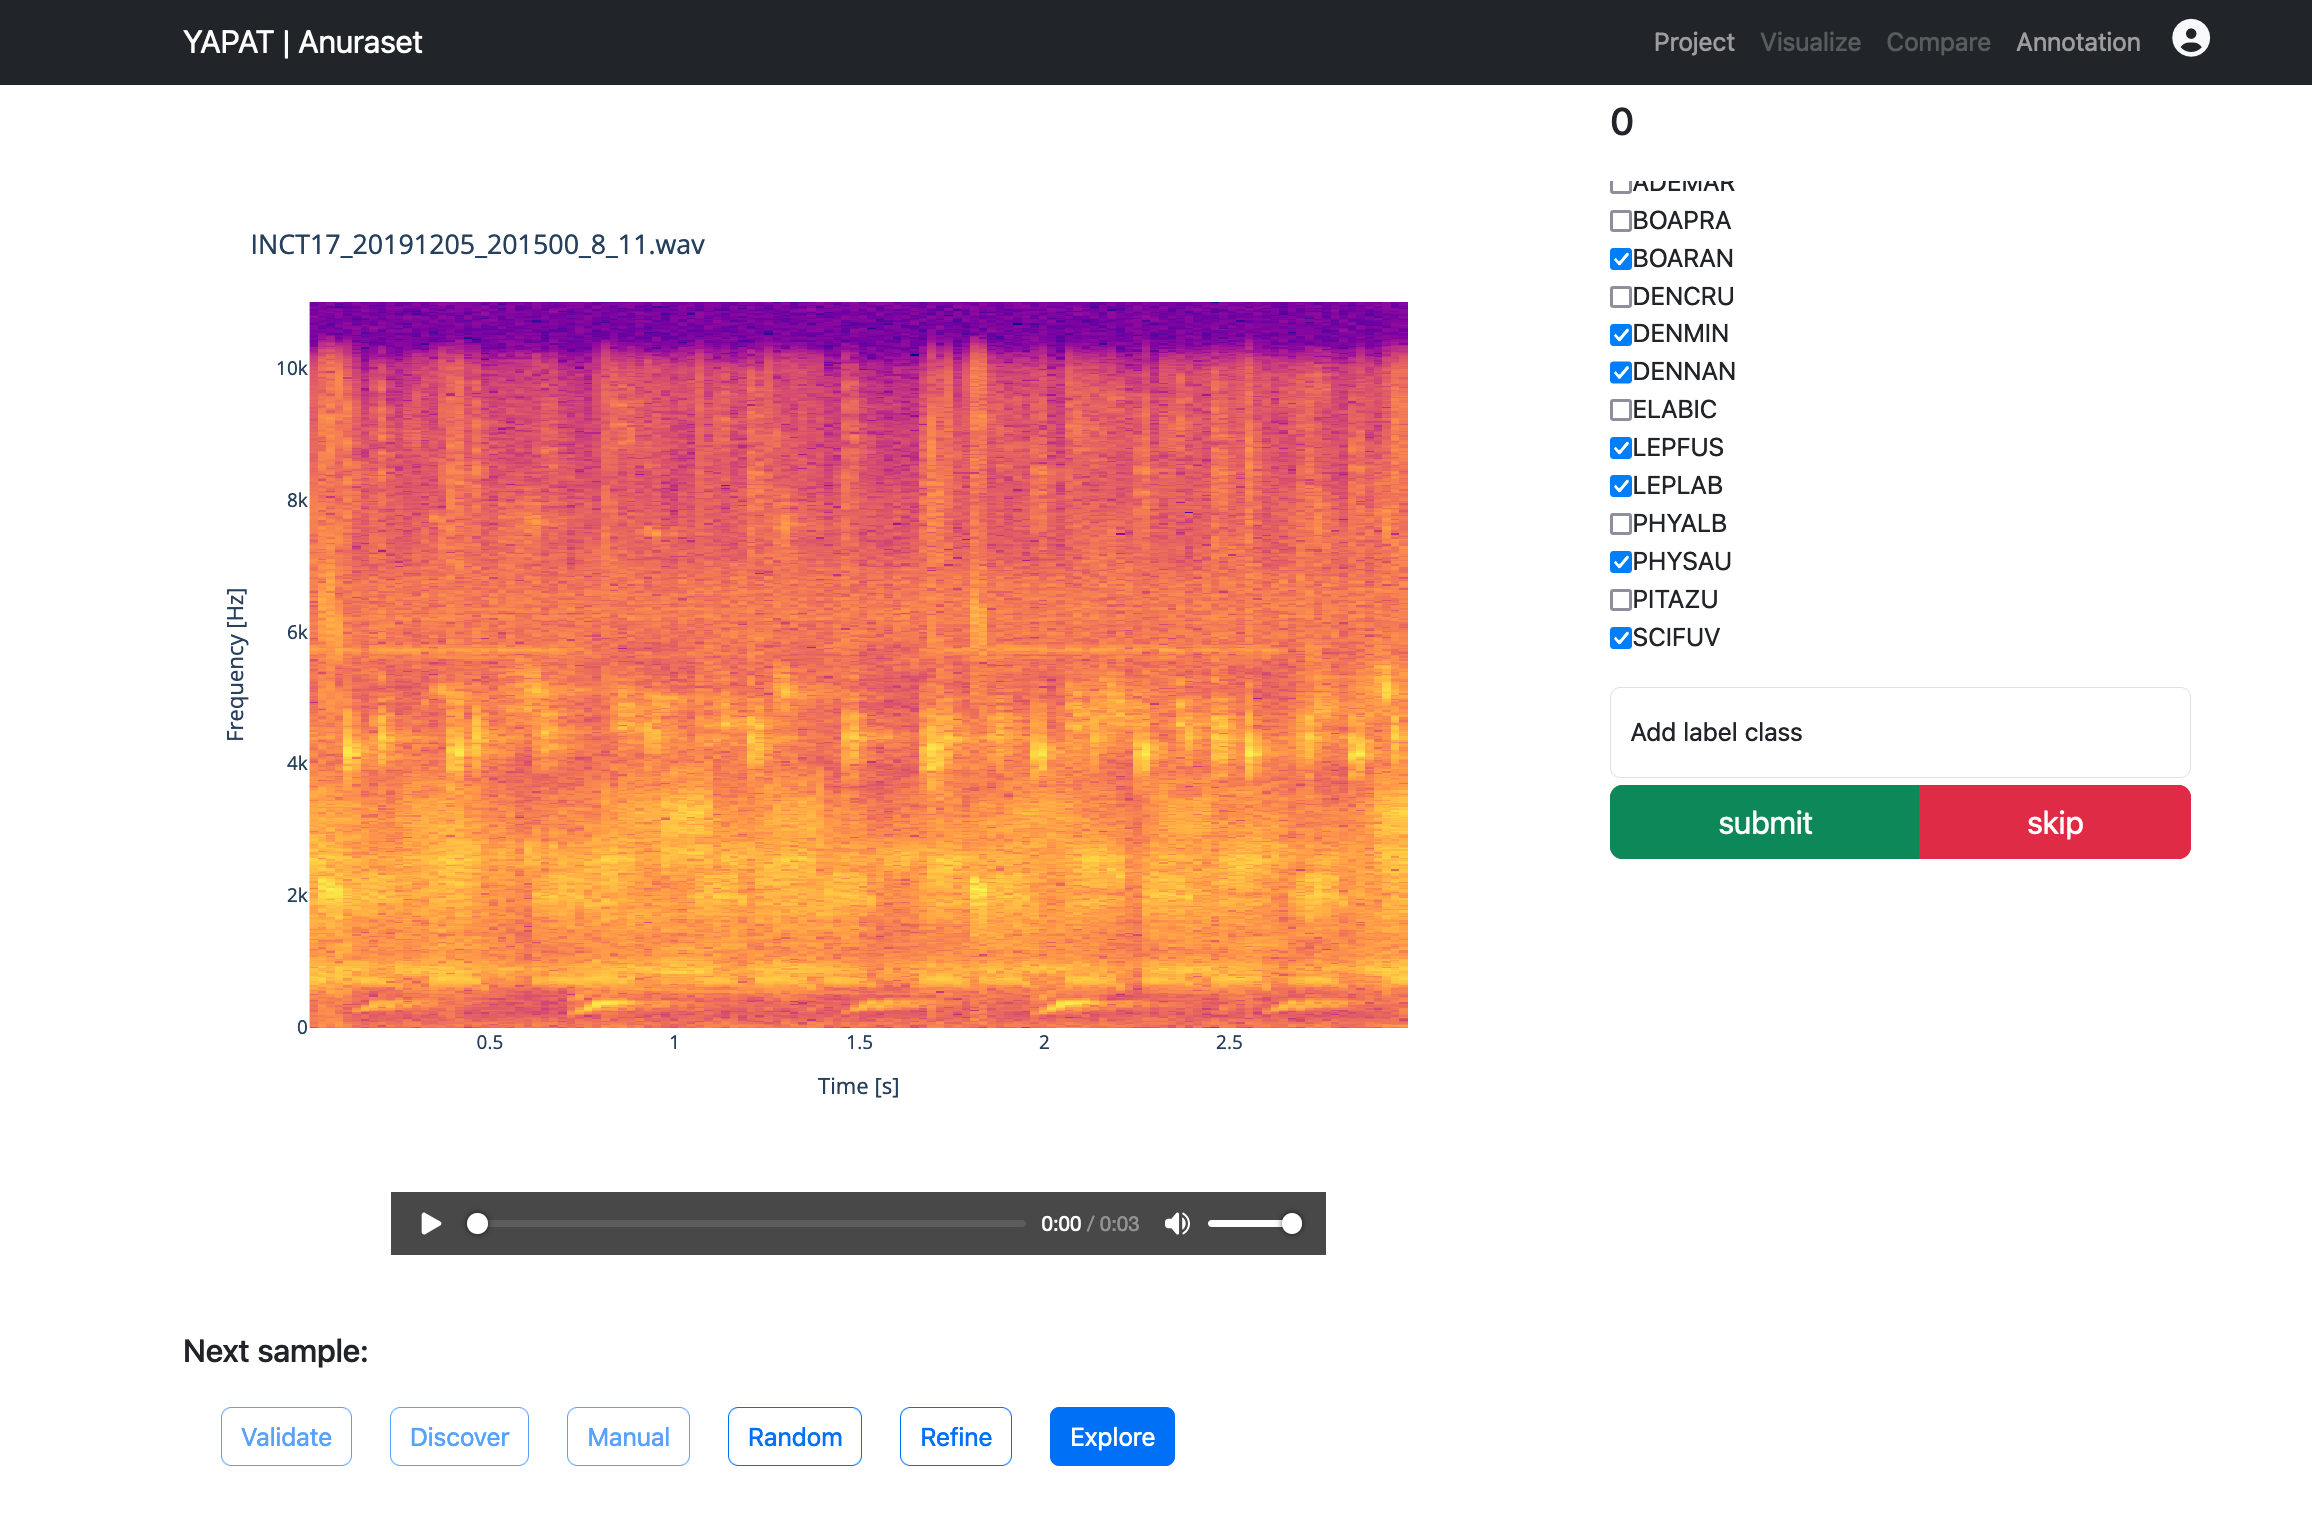 YAPAT | Anuraset
Project Visualize Compare Annotation
0
ADEMAR
BOAPRA
BOARAN
DENCRU
DENMIN
DENNAN
ELABIC
LEPFUS
LEPLAB
PHYALB
PHYSAU
PITAZU
SCIFUV
Add label class
submit skip
INCT17_20191205_201500_8_11.wav
Frequency [Hz]
10k
8k
6k
4k
2k
0
0.5 1 1.5 2 2.5
Time [s]
0:00 / 0:03
Next sample:
Validate Discover Manual Random Refine Explore